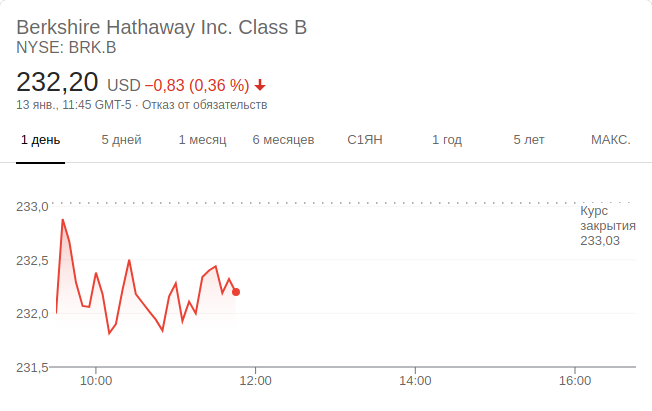 Berkshire Hathaway Inc. Class B
NYSE: BRK.B
232,20 USD −0,83 (0,36 %)
13 янв., 11:45 GMT-5 · Отказ от обязательств
1 день 5 дней 1 месяц 6 месяцев С1ЯН 1 год 5 лет МАКС.
233,0
Курс
закрытия
233,03
232,5
232,0
231,5
10:00 12:00 14:00 16:00